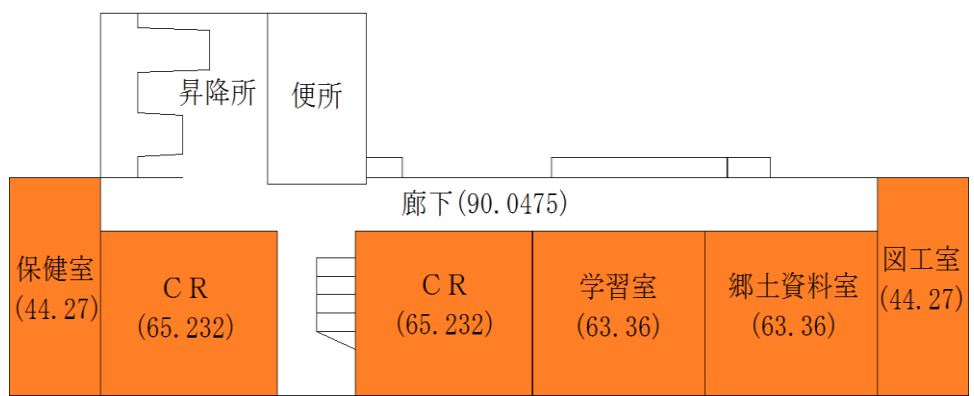 昇降所
便所
廊下(90.0475)
保健室
(44.27)
ＣＲ
(65.232)
ＣＲ
(65.232)
学習室
(63.36)
郷土資料室
(63.36)
図工室
(44.27)